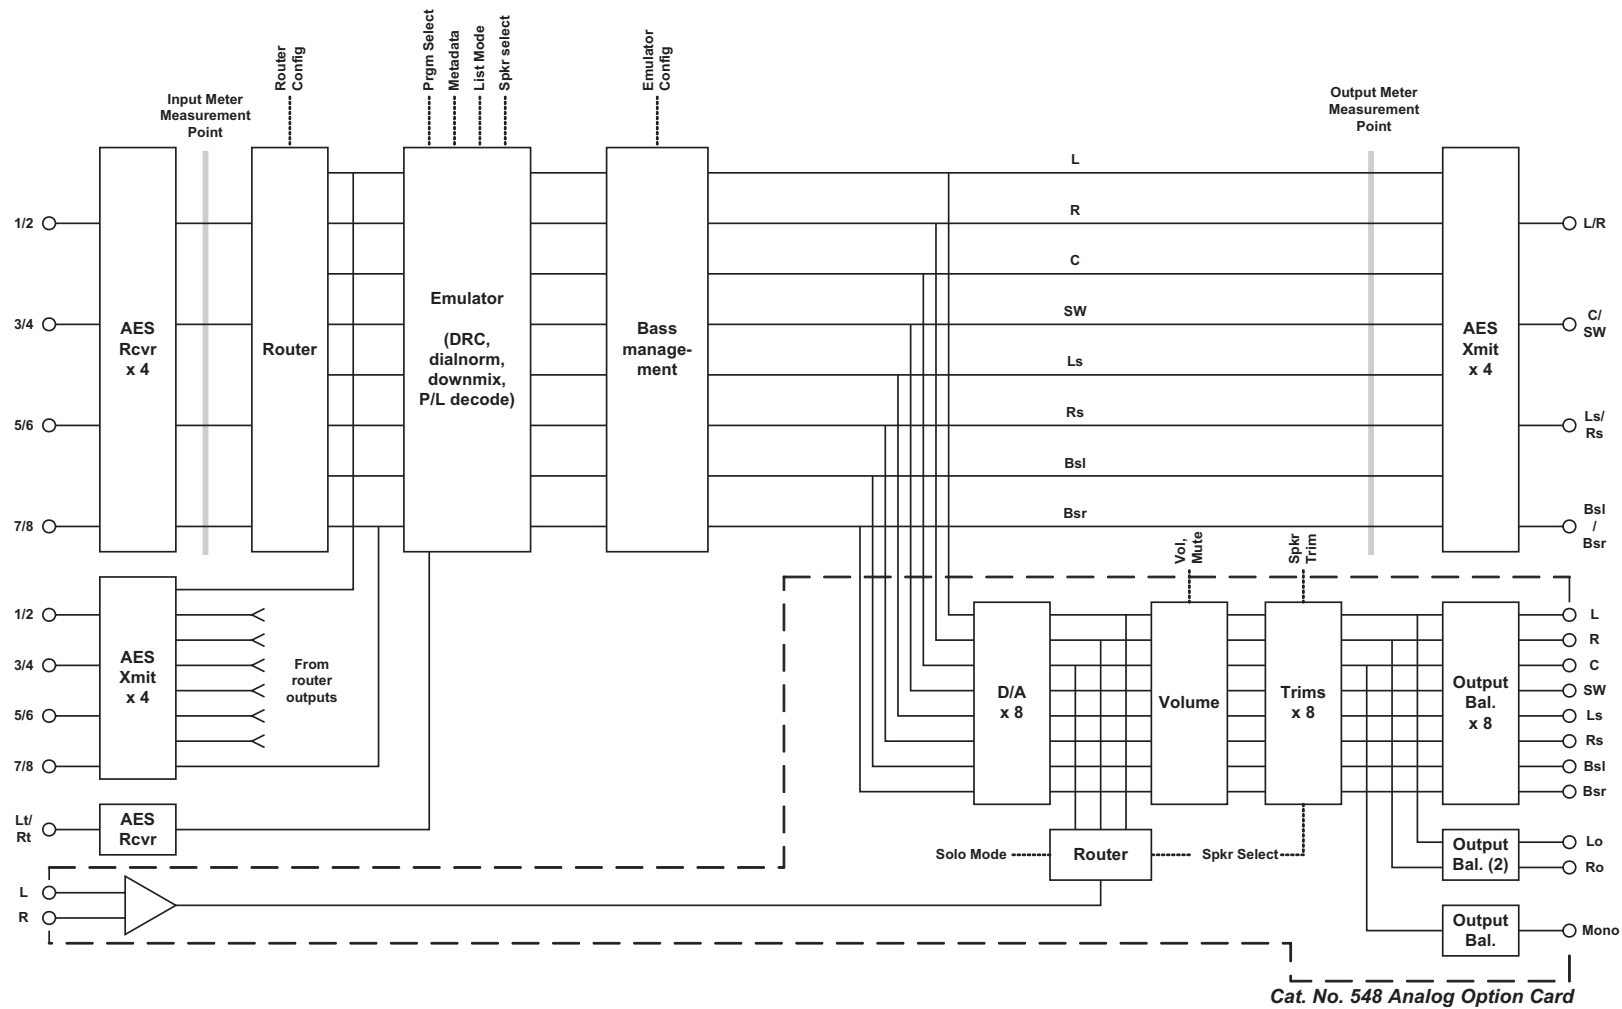 Router
Config
Prgm Select
Metadata
List Mode
Spkr select
Emulator
Config
Input Meter
Measurement
Point
Output Meter
Measurement
Point
1/2
3/4
5/6
7/8
AES
Rcvr
x 4
Router
Emulator
(DRC,
dialnorm,
downmix,
P/L decode)
Bass
manage-
ment
L
R
C
SW
Ls
Rs
Bsl
Bsr
AES
Xmit
x 4
L/R
C/
SW
Ls/
Rs
Bsl
/
Bsr
1/2
3/4
5/6
7/8
AES
Xmit
x 4
From
router
outputs
Lt/
Rt
AES
Rcvr
L
R
Vol,
Mute
Spkr
Trim
D/A
x 8
Volume
Trims
x 8
Output
Bal.
x 8
L
R
C
SW
Ls
Rs
Bsl
Bsr
Solo Mode
Router
Spkr Select
Output
Bal. (2)
Lo
Ro
Output
Bal.
Mono
Cat. No. 548 Analog Option Card